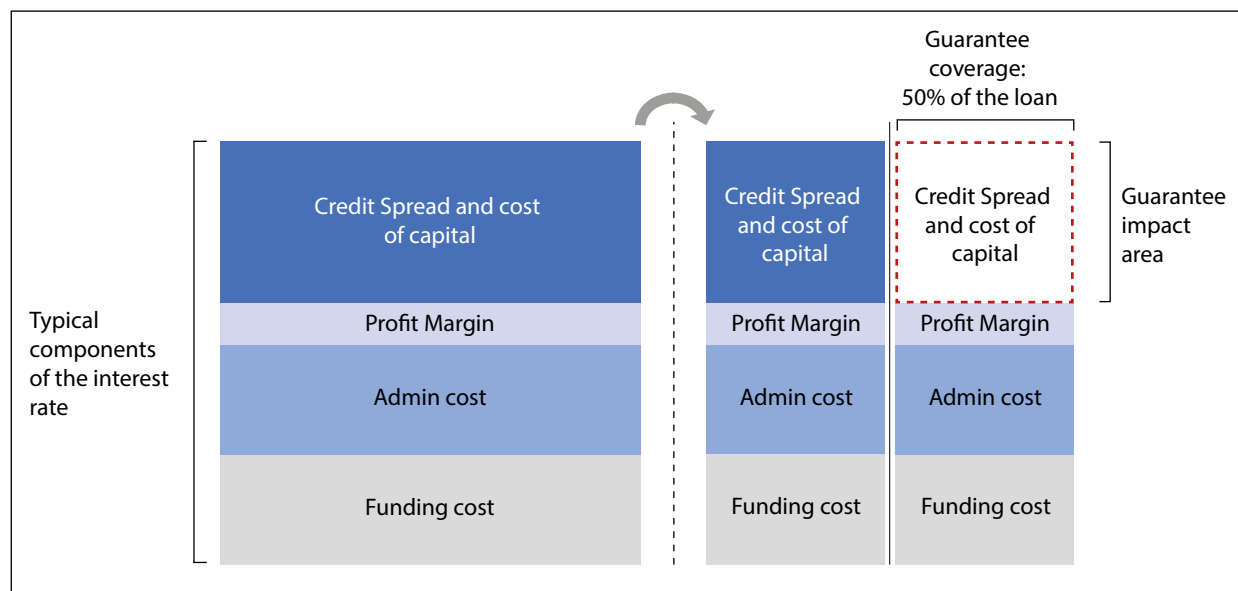 Guarantee
coverage:
50% of the loan
Typical
components
of the interest
rate
Credit Spread and cost
of capital
Profit Margin
Admin cost
Funding cost
Credit Spread
and cost of
capital
Profit Margin
Admin cost
Funding cost
Credit Spread
and cost of
capital
Profit Margin
Admin cost
Funding cost
Guarantee
impact
area